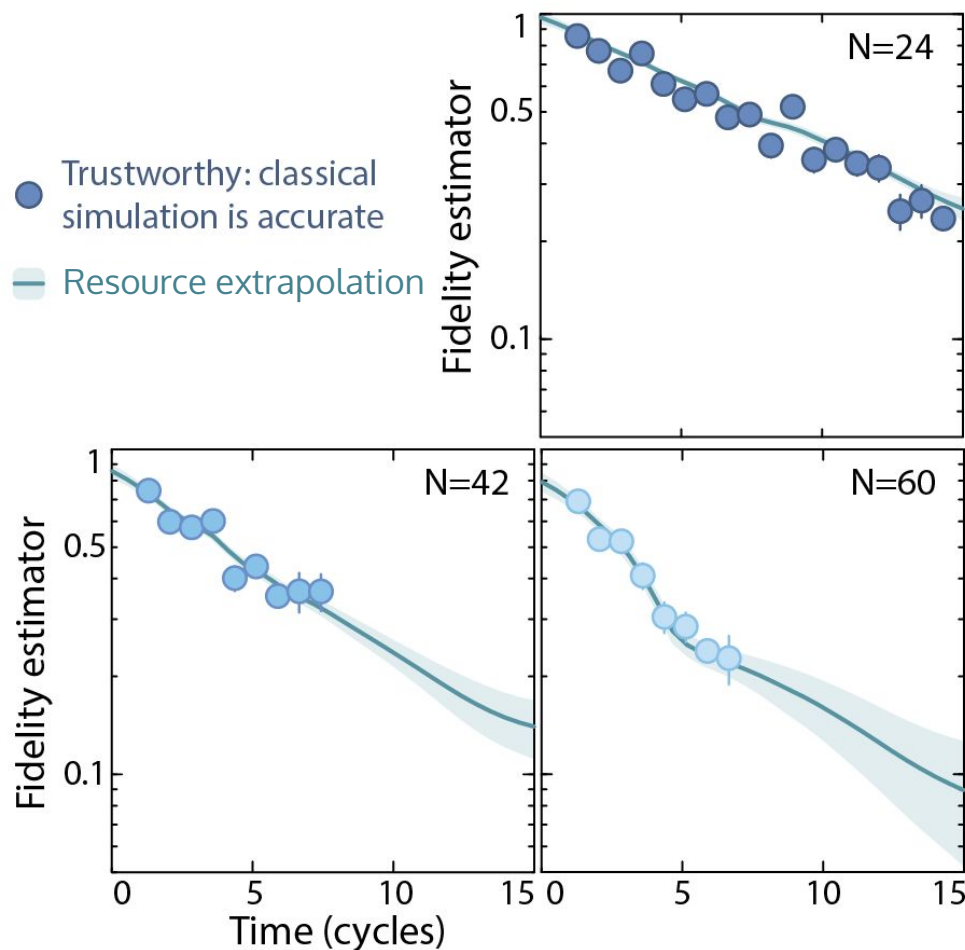 1
N=24
0.5
0.1
Fidelity estimator
Trustworthy: classical
simulation is accurate
Resource extrapolation
1
N=42
0.5
0.1
Fidelity estimator
N=60
0 5 10 15
0 5 10 15
Time (cycles)